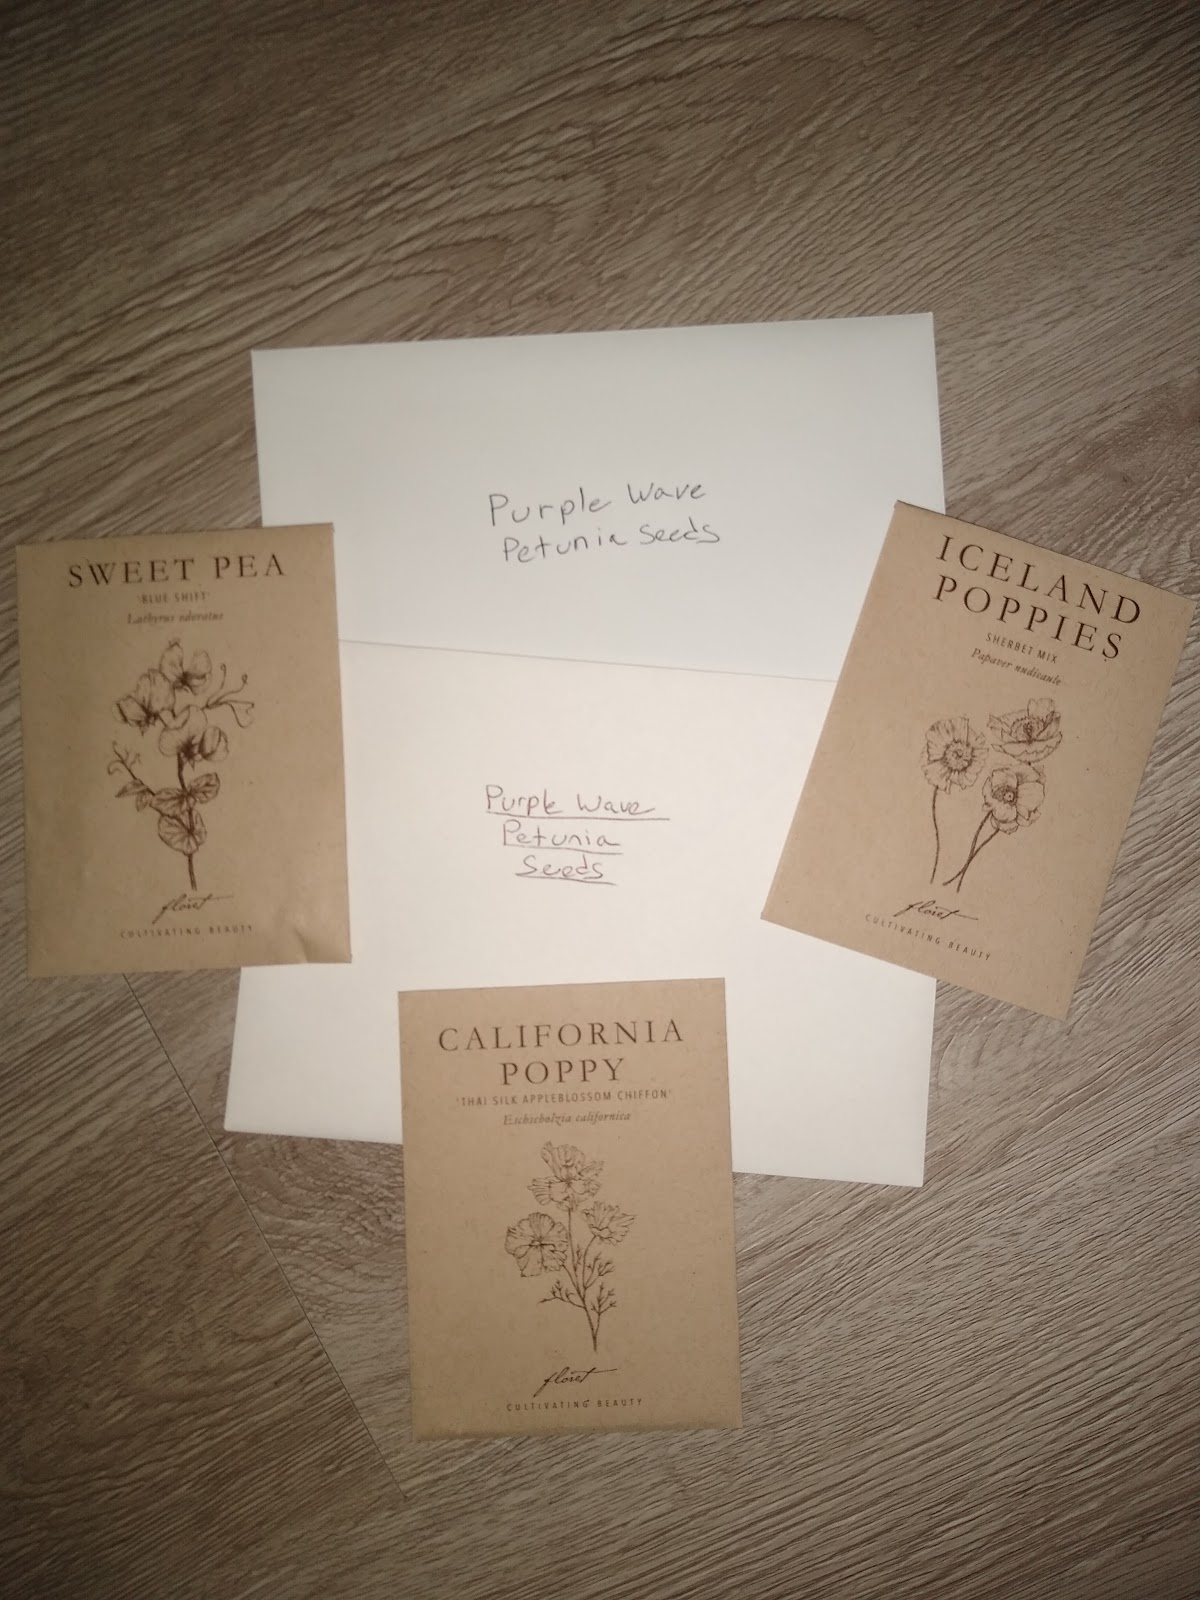 Purple Wave
Petunia Seeds
SWEET PEA
'BLUE SHIFT'
Lathyrus odoratus
floret
CULTIVATING BEAUTY
ICELAND
POPPIES
SHERBET MIX
Papaver nudicaule
floret
CULTIVATING BEAUTY
Purple Wave
Petunia
Seeds
CALIFORNIA
POPPY
'THAI SILK APPLEBLOSSOM CHIFFON'
Eschscholzia californica
floret
CULTIVATING BEAUTY